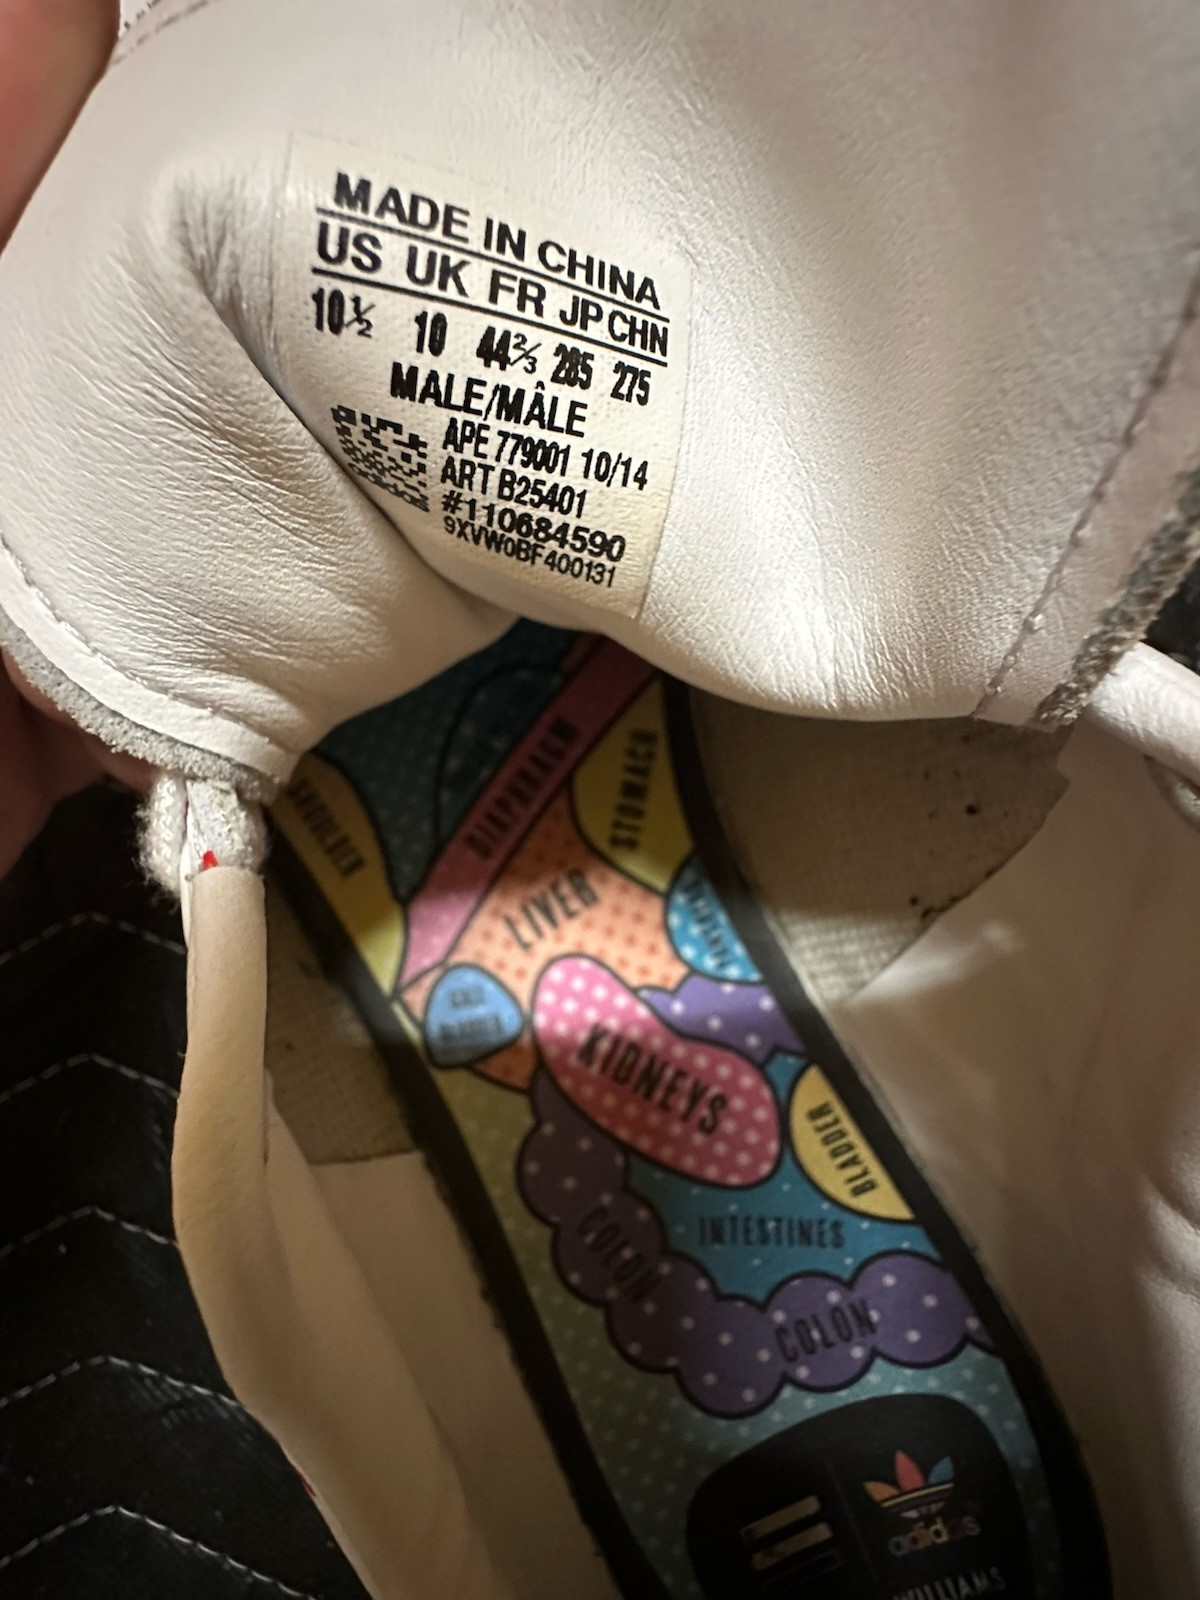 MADE IN CHINA
US UK FR JP CHN
10½ 10 44⅔ 285 275
MALE/MÂLE
APE 779001 10/14
ART B25401
#110684590
9XVW0BF400131
adidas
DIAPHRAGM
STOMACH
SHOULDER
LIVER
GALL
BLADDER
KIDNEYS
BLADDER
INTESTINES
COLON
COLON
adidas
WILLIAMS